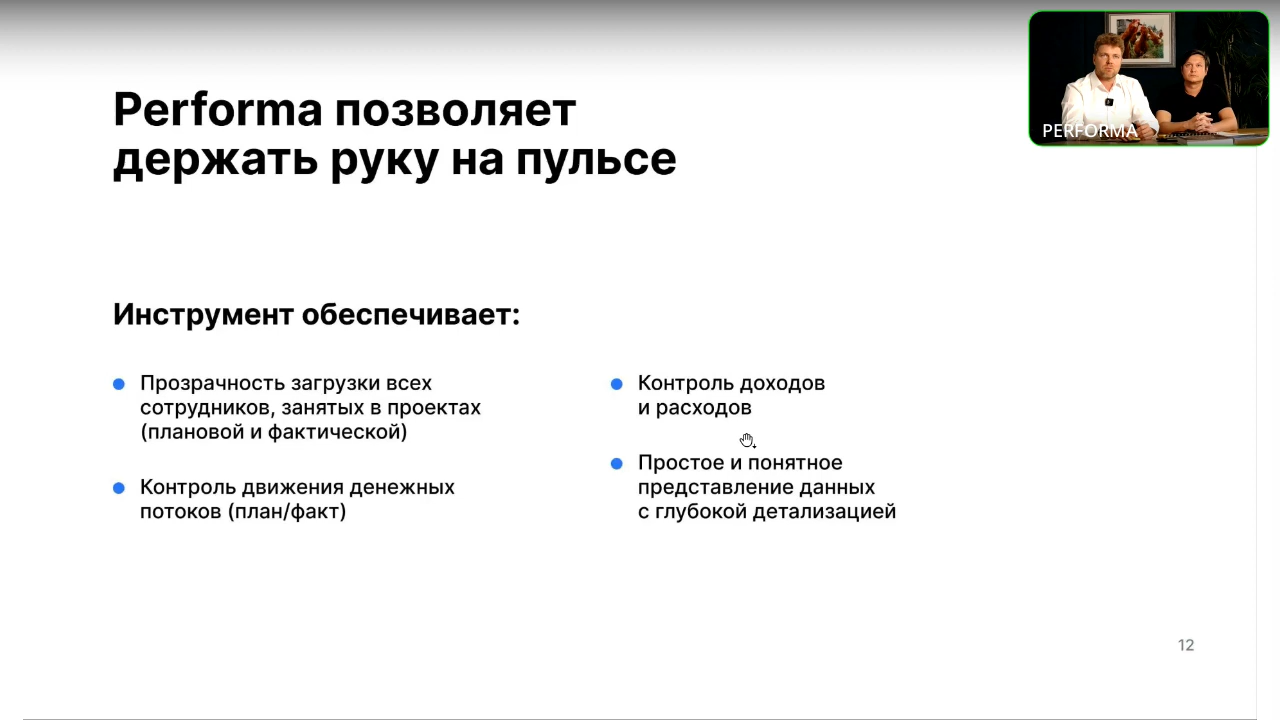 Performa позволяет
держать руку на пульсе
PERFORMA
Инструмент обеспечивает:
Прозрачность загрузки всех
сотрудников, занятых в проектах
(плановой и фактической)
Контроль движения денежных
потоков (план/факт)
Контроль доходов
и расходов
Простое и понятное
представление данных
с глубокой детализацией
12